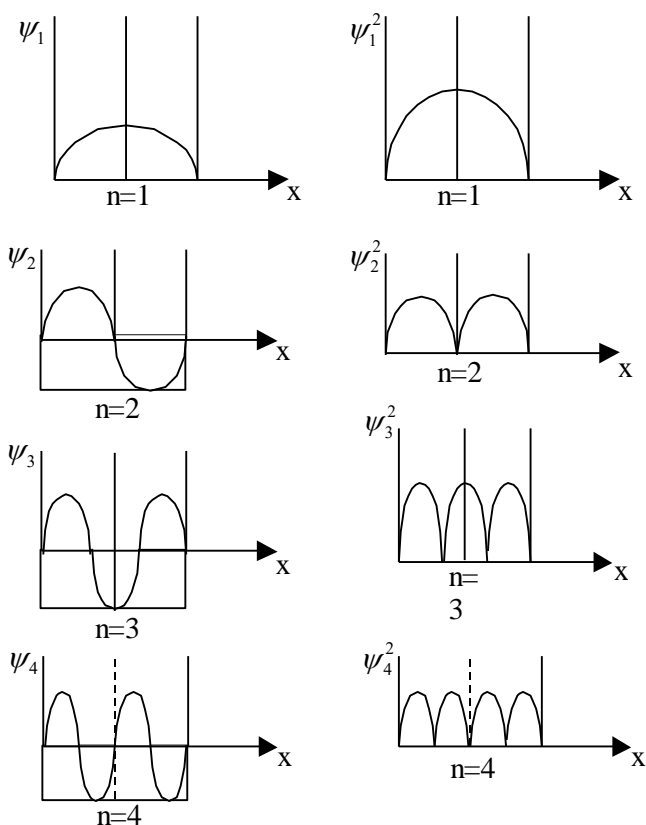 ψ₁ ψ₁²
x x
n=1 n=1
ψ₂ ψ₂²
x x
n=2 n=2
ψ₃ ψ₃²
x x
n=3 n=
3
ψ₄ ψ₄²
x x
n=4 n=4